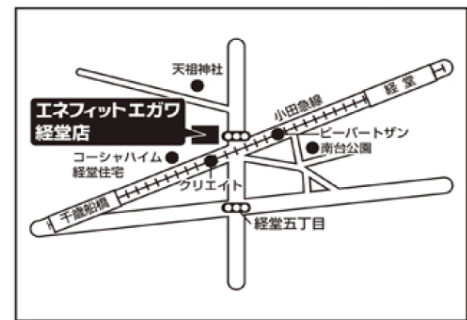 天祖神社
エネフィットエガワ
経堂店
小田急線
経堂
ビーバートザン
南台公園
コーシャハイム
経堂住宅
クリエイト
千歳船橋
経堂五丁目